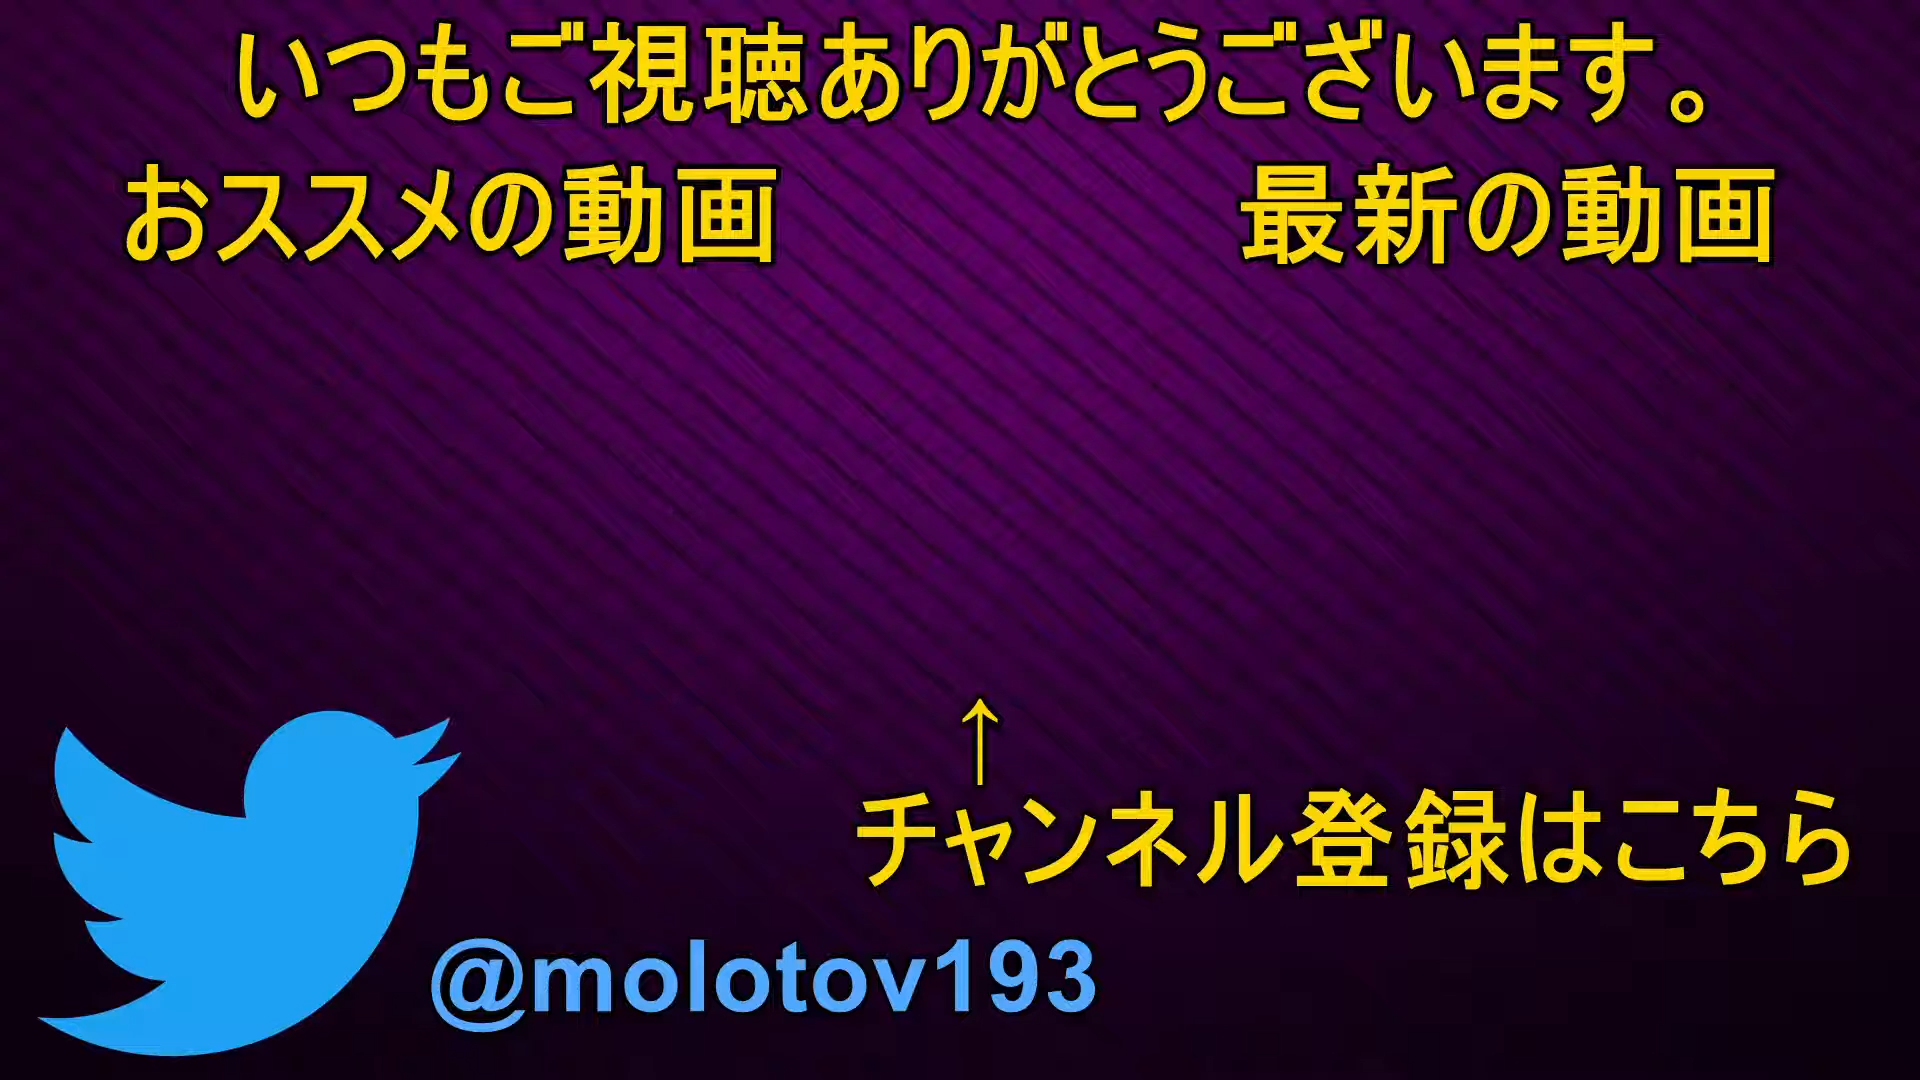 いつもご視聴ありがとうございます。
おススメの動画
最新の動画
↑
チャンネル登録はこちら
@molotov193